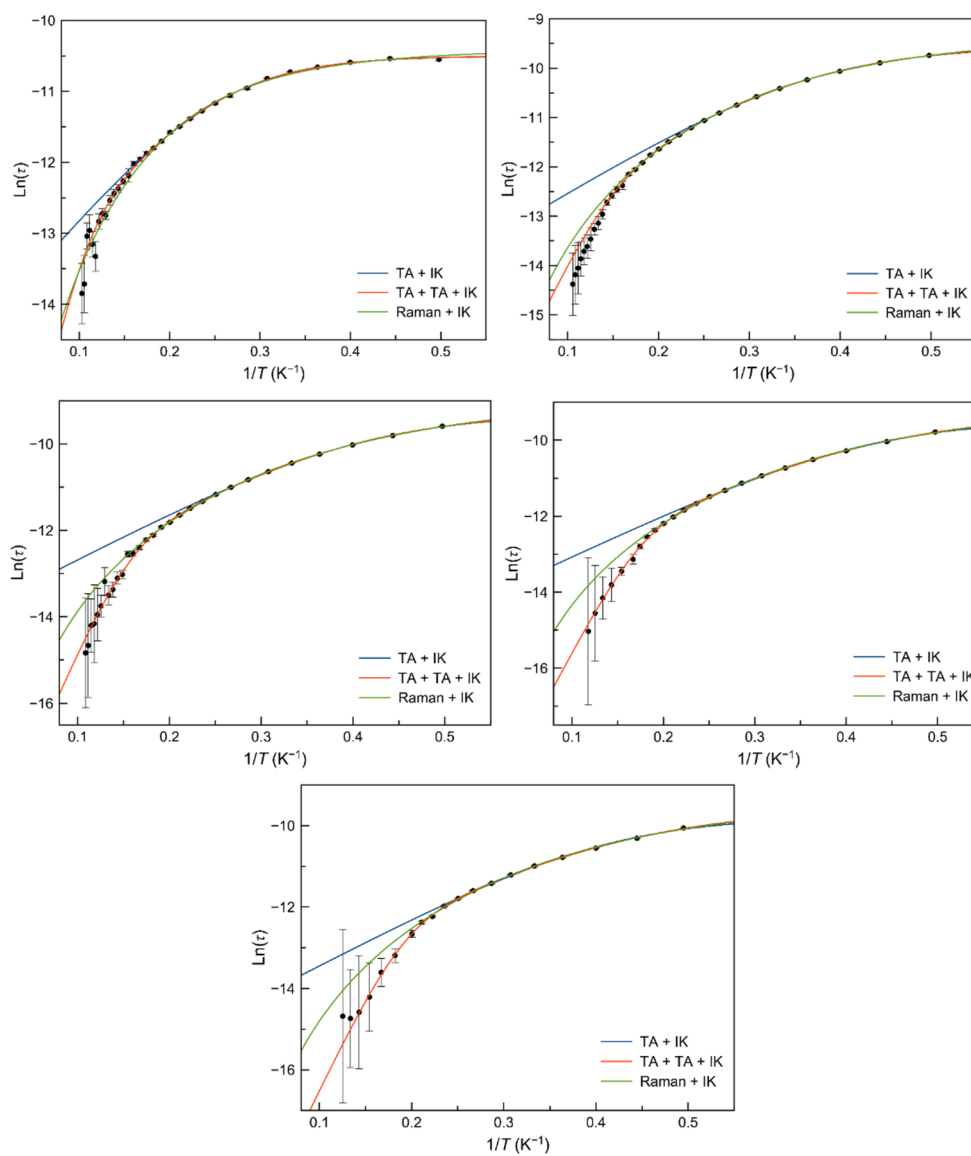 -10
-11
-12
-13
-14
Ln(τ)
TA + IK
TA + TA + IK
Raman + IK
0.1 0.2 0.3 0.4 0.5
1/T (K⁻¹)
-9
-10
-11
-12
-13
-14
-15
Ln(τ)
TA + IK
TA + TA + IK
Raman + IK
0.1 0.2 0.3 0.4 0.5
1/T (K⁻¹)
-10
-12
-14
-16
Ln(τ)
TA + IK
TA + TA + IK
Raman + IK
0.1 0.2 0.3 0.4 0.5
1/T (K⁻¹)
-10
-12
-14
-16
Ln(τ)
TA + IK
TA + TA + IK
Raman + IK
0.1 0.2 0.3 0.4 0.5
1/T (K⁻¹)
-10
-12
-14
-16
Ln(τ)
TA + IK
TA + TA + IK
Raman + IK
0.1 0.2 0.3 0.4 0.5
1/T (K⁻¹)